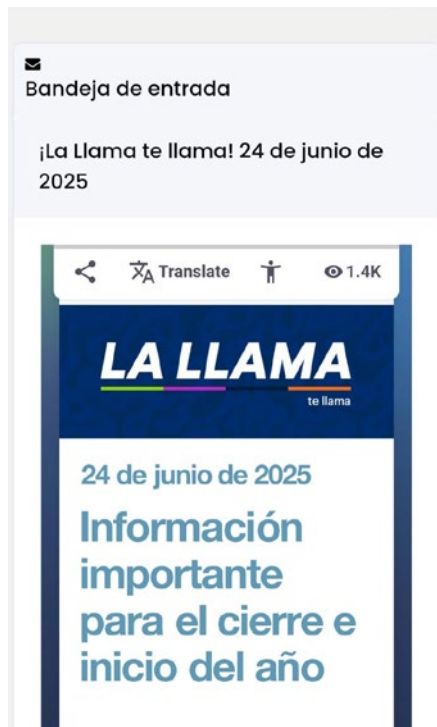 Bandeja de entrada
¡La Llama te llama! 24 de junio de
2025
Translate 1.4K
LA LLAMA
te llama
24 de junio de 2025
Información
importante
para el cierre e
inicio del año